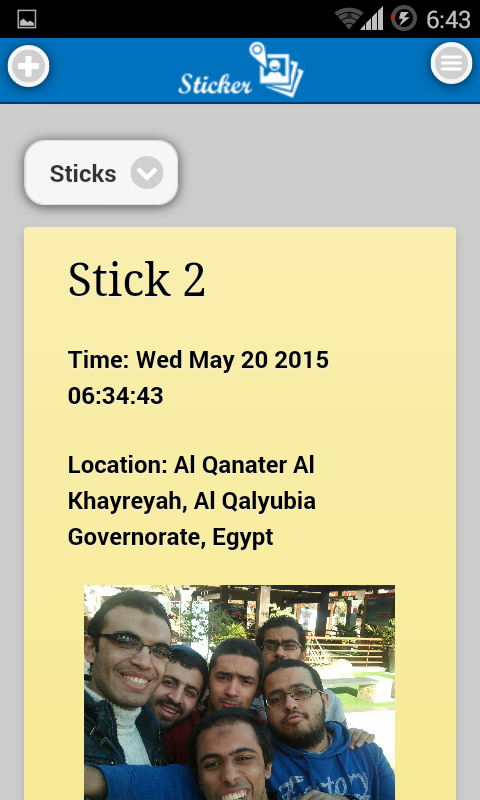 6:43
Sticker
Sticks
Stick 2
Time: Wed May 20 2015
06:34:43
Location: Al Qanater Al
Khayreyah, Al Qalyubia
Governorate, Egypt